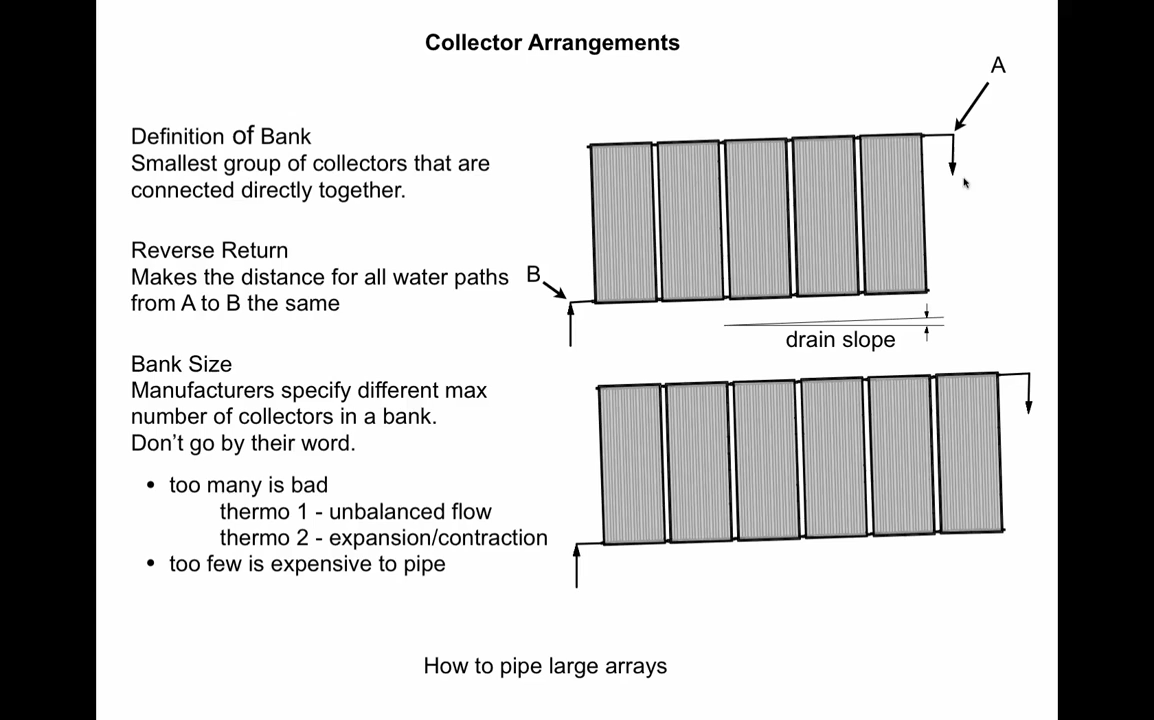 Collector Arrangements
A
Definition of Bank
Smallest group of collectors that are
connected directly together.
Reverse Return
Makes the distance for all water paths
from A to B the same
B
drain slope
Bank Size
Manufacturers specify different max
number of collectors in a bank.
Don't go by their word.
• too many is bad
thermo 1 - unbalanced flow
thermo 2 - expansion/contraction
• too few is expensive to pipe
How to pipe large arrays